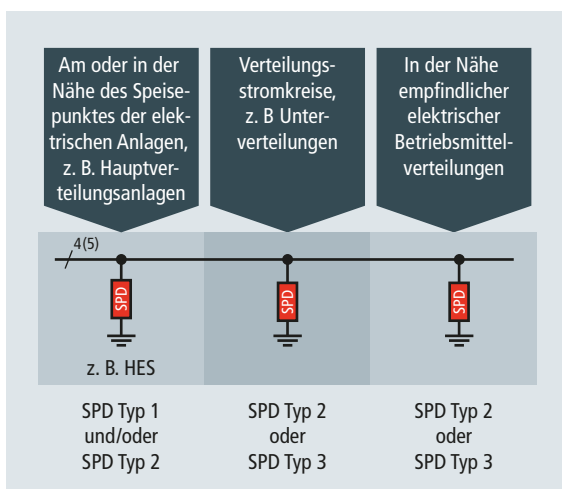 Am oder in der
Nähe des Speise-
punktes der elek-
trischen Anlagen,
z. B. Hauptver-
teilungsanlagen
Verteilungs-
stromkreise,
z. B Unter-
verteilungen
In der Nähe
empfindlicher
elektrischer
Betriebsmittel-
verteilungen
4(5)
SPD
SPD
SPD
z. B. HES
SPD Typ 1
und/oder
SPD Typ 2
SPD Typ 2
oder
SPD Typ 3
SPD Typ 2
oder
SPD Typ 3